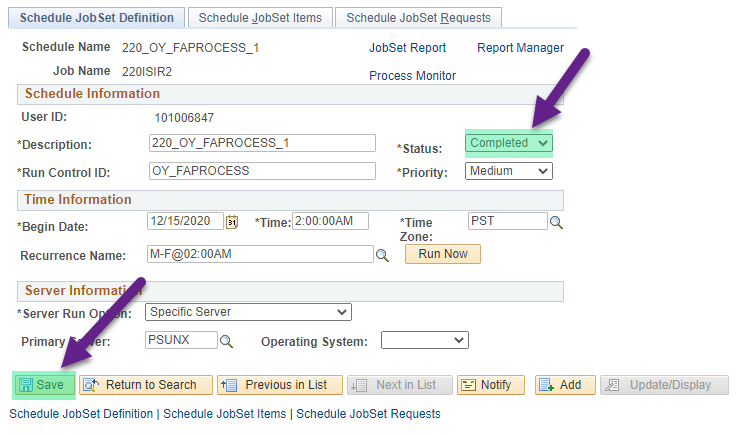 Schedule JobSet Definition Schedule JobSet Items Schedule JobSet Requests
Schedule Name 220_OY_FAPROCESS_1 JobSet Report Report Manager
Job Name 220ISIR2 Process Monitor
Schedule Information
User ID: 101006847
*Description: 220_OY_FAPROCESS_1 *Status: Completed
*Run Control ID: OY_FAPROCESS *Priority: Medium
Time Information
*Begin Date: 12/15/2020 31 *Time: 2:00:00AM *Time Zone: PST
Recurrence Name: M-F@02:00AM Run Now
Server Information
*Server Run Option: Specific Server
Primary Server: PSUNX Operating System:
Save Return to Search Previous in List Next in List Notify Add Update/Display
Schedule JobSet Definition | Schedule JobSet Items | Schedule JobSet Requests